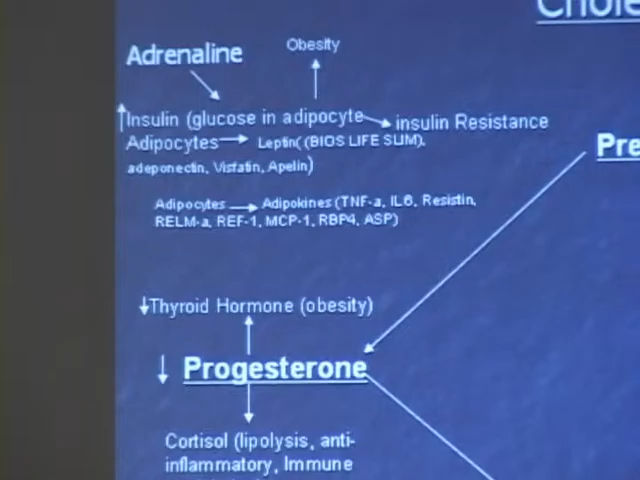 Chole
Adrenaline
Obesity
Insulin (glucose in adipocyte
insulin Resistance
Adipocytes
Leptin((BIOS LIFE SLIM),
adeponectin, Visfatin, Apelin)
Adipocytes
Adipokines (TNF-a, IL6, Resistin,
RELM-a, REF-1, MCP-1, RBP4, ASP)
Pre
Thyroid Hormone (obesity)
Progesterone
Cortisol (lipolysis, anti-
inflammatory, Immune